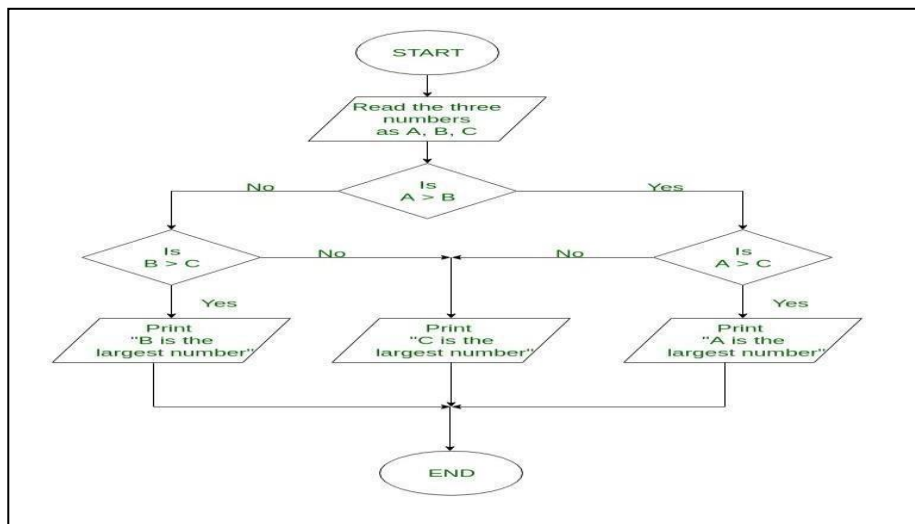 START
Read the three
numbers
as A, B, C
Is
A > B
No
Yes
Is
B > C
No
No
Is
A > C
Yes
Yes
Print
"B is the
largest number"
Print
"C is the
largest number"
Print
"A is the
largest number"
END